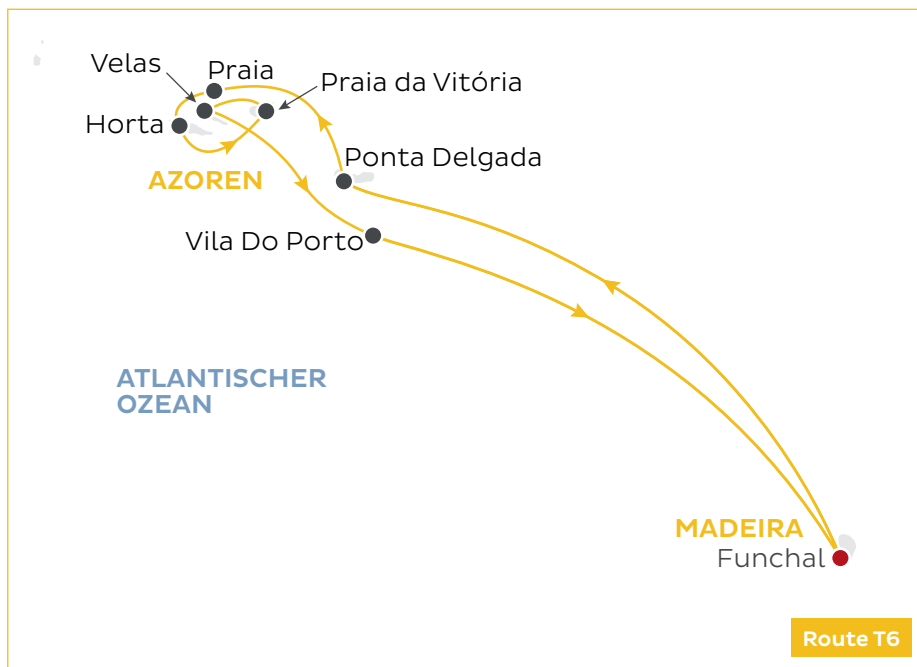 Velas
Praia
Praia da Vitória
Horta
Ponta Delgada
AZOREN
Vila Do Porto
ATLANTISCHER
OZEAN
MADEIRA
Funchal
Route T6